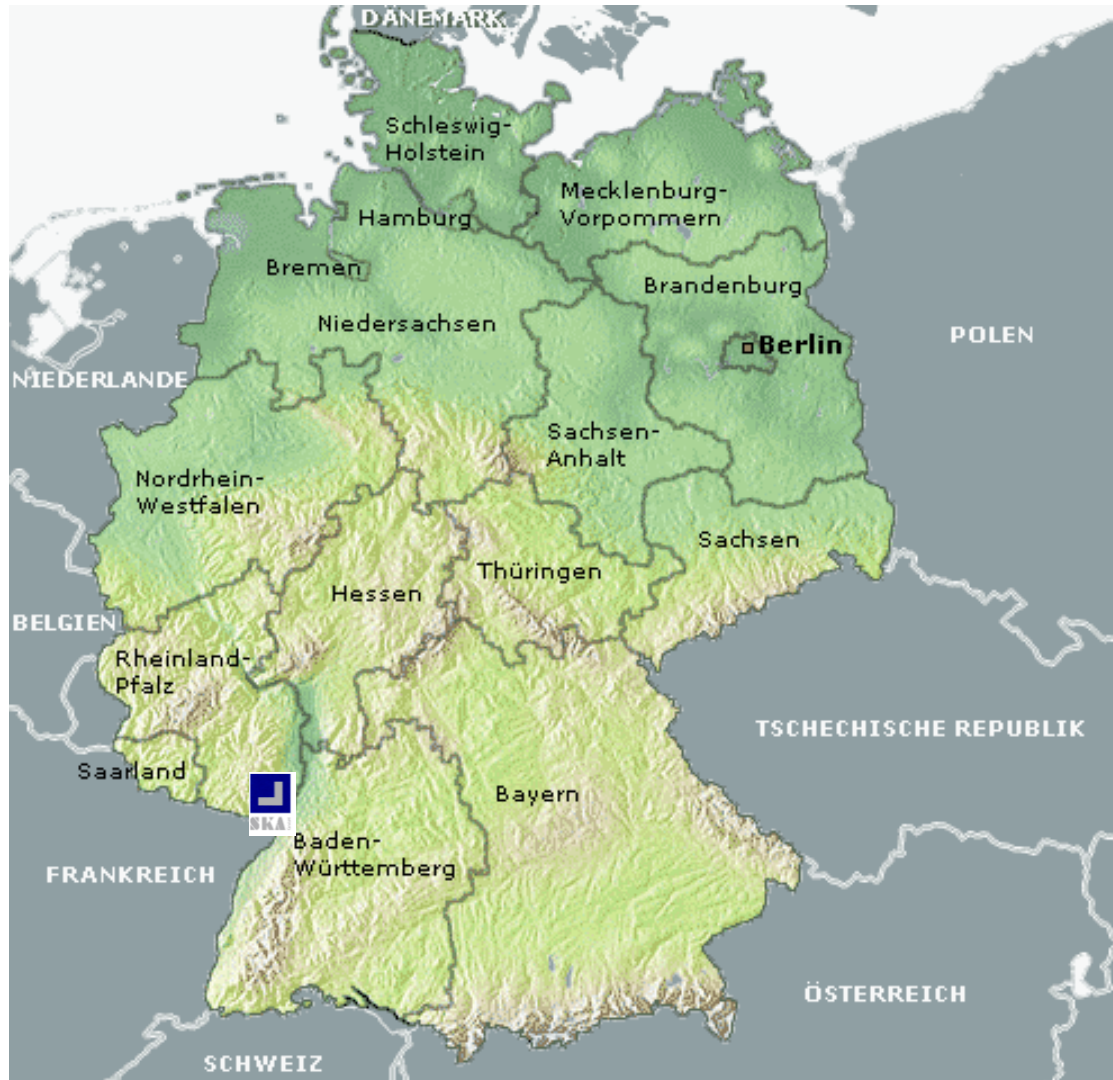 DÄNEMARK
Schleswig-
Holstein
Mecklenburg-
Vorpommern
Hamburg
Bremen
Brandenburg
Niedersachsen
Berlin
POLEN
NIEDERLANDE
Sachsen-
Anhalt
Nordrhein-
Westfalen
Sachsen
Thüringen
Hessen
BELGIEN
Rheinland-
Pfalz
TSCHECHISCHE REPUBLIK
Saarland
Bayern
SKA
Baden-
Württemberg
FRANKREICH
ÖSTERREICH
SCHWEIZ